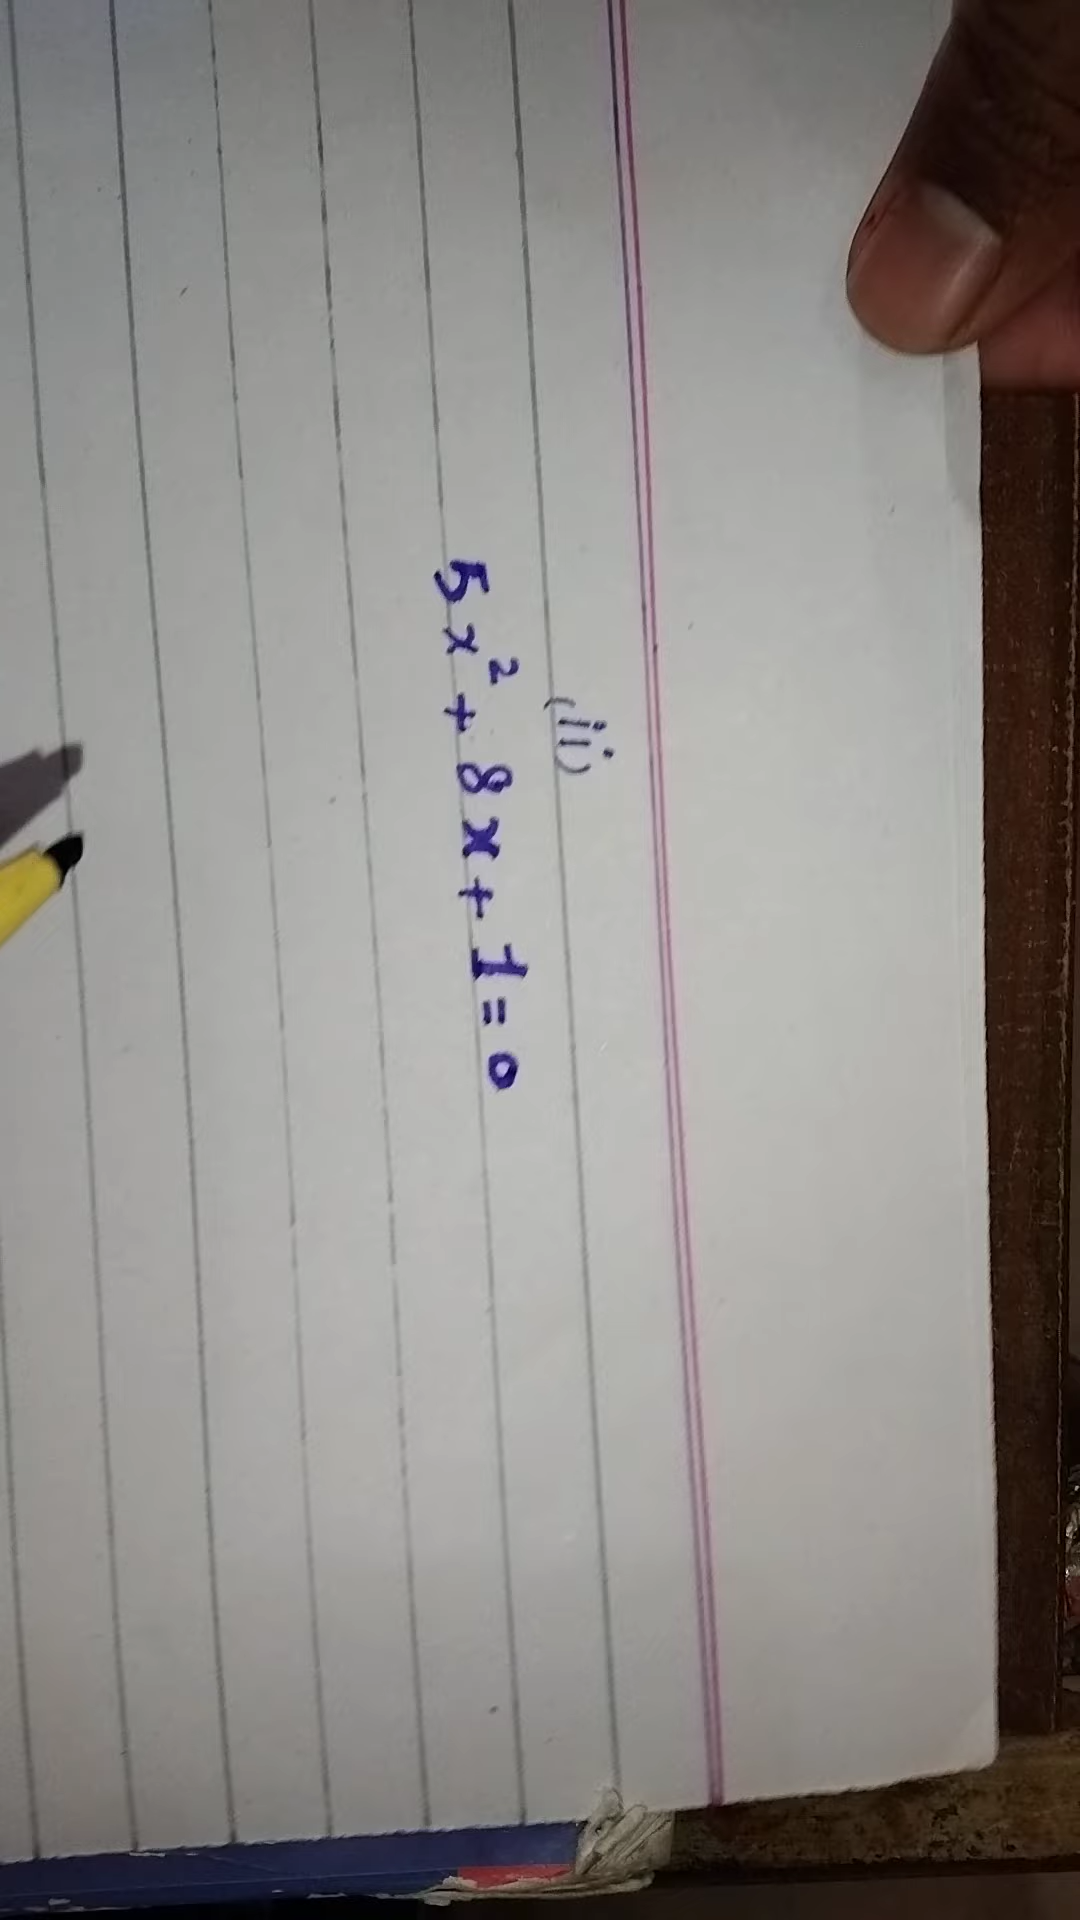 (ii)
5x² + 8x + 1 = 0